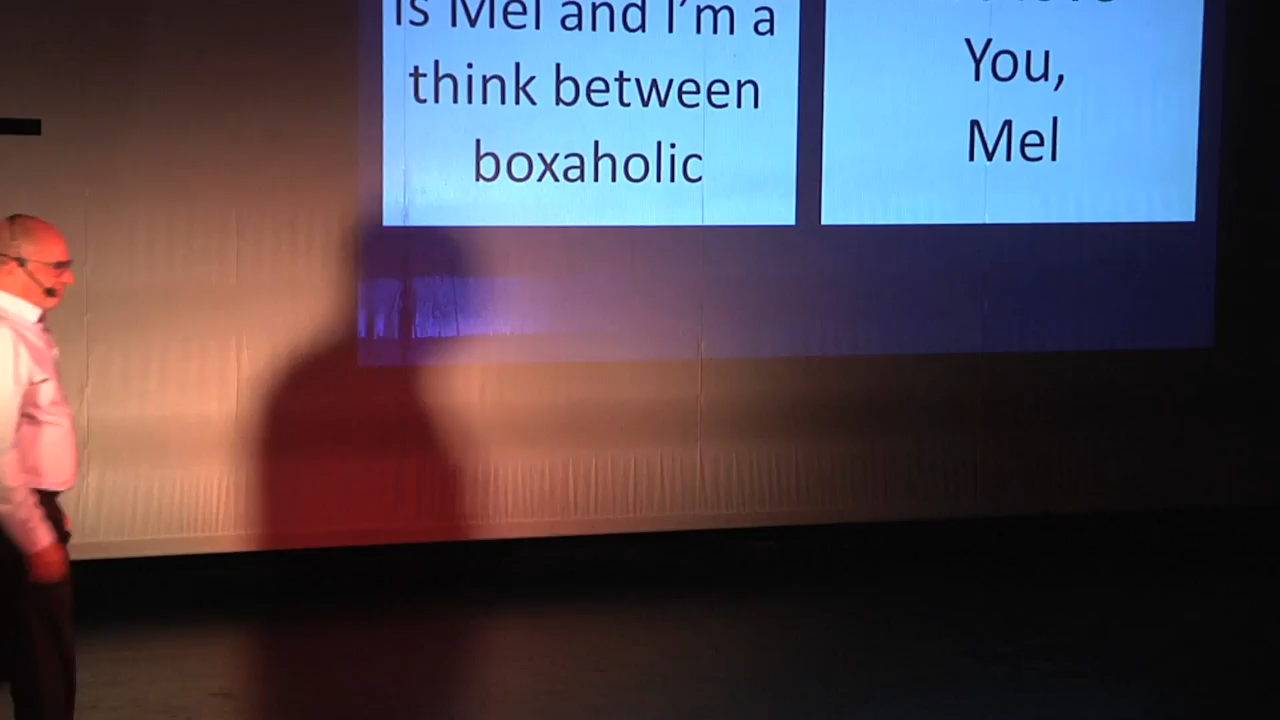 is Mel and I'm a
think between
boxaholic
You,
Mel